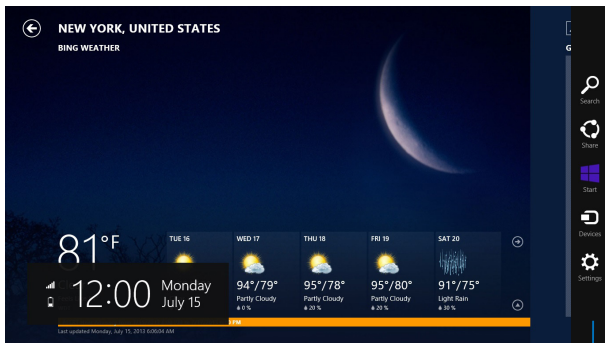 NEW YORK, UNITED STATES
BING WEATHER
81°F
TUE 16
WED 17
94°/79°
Partly Cloudy
0 %
THU 18
95°/78°
Partly Cloudy
20 %
FRI 19
95°/80°
Partly Cloudy
20 %
SAT 20
91°/75°
Light Rain
30 %
12:00
Monday
July 15
PM
Last updated Monday, July 15, 2013 6:06:04 AM
G
Search
Share
Start
Devices
Settings